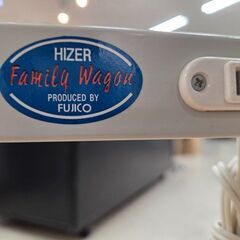 HIZER
Family Wagon
PRODUCED BY
FUJICO